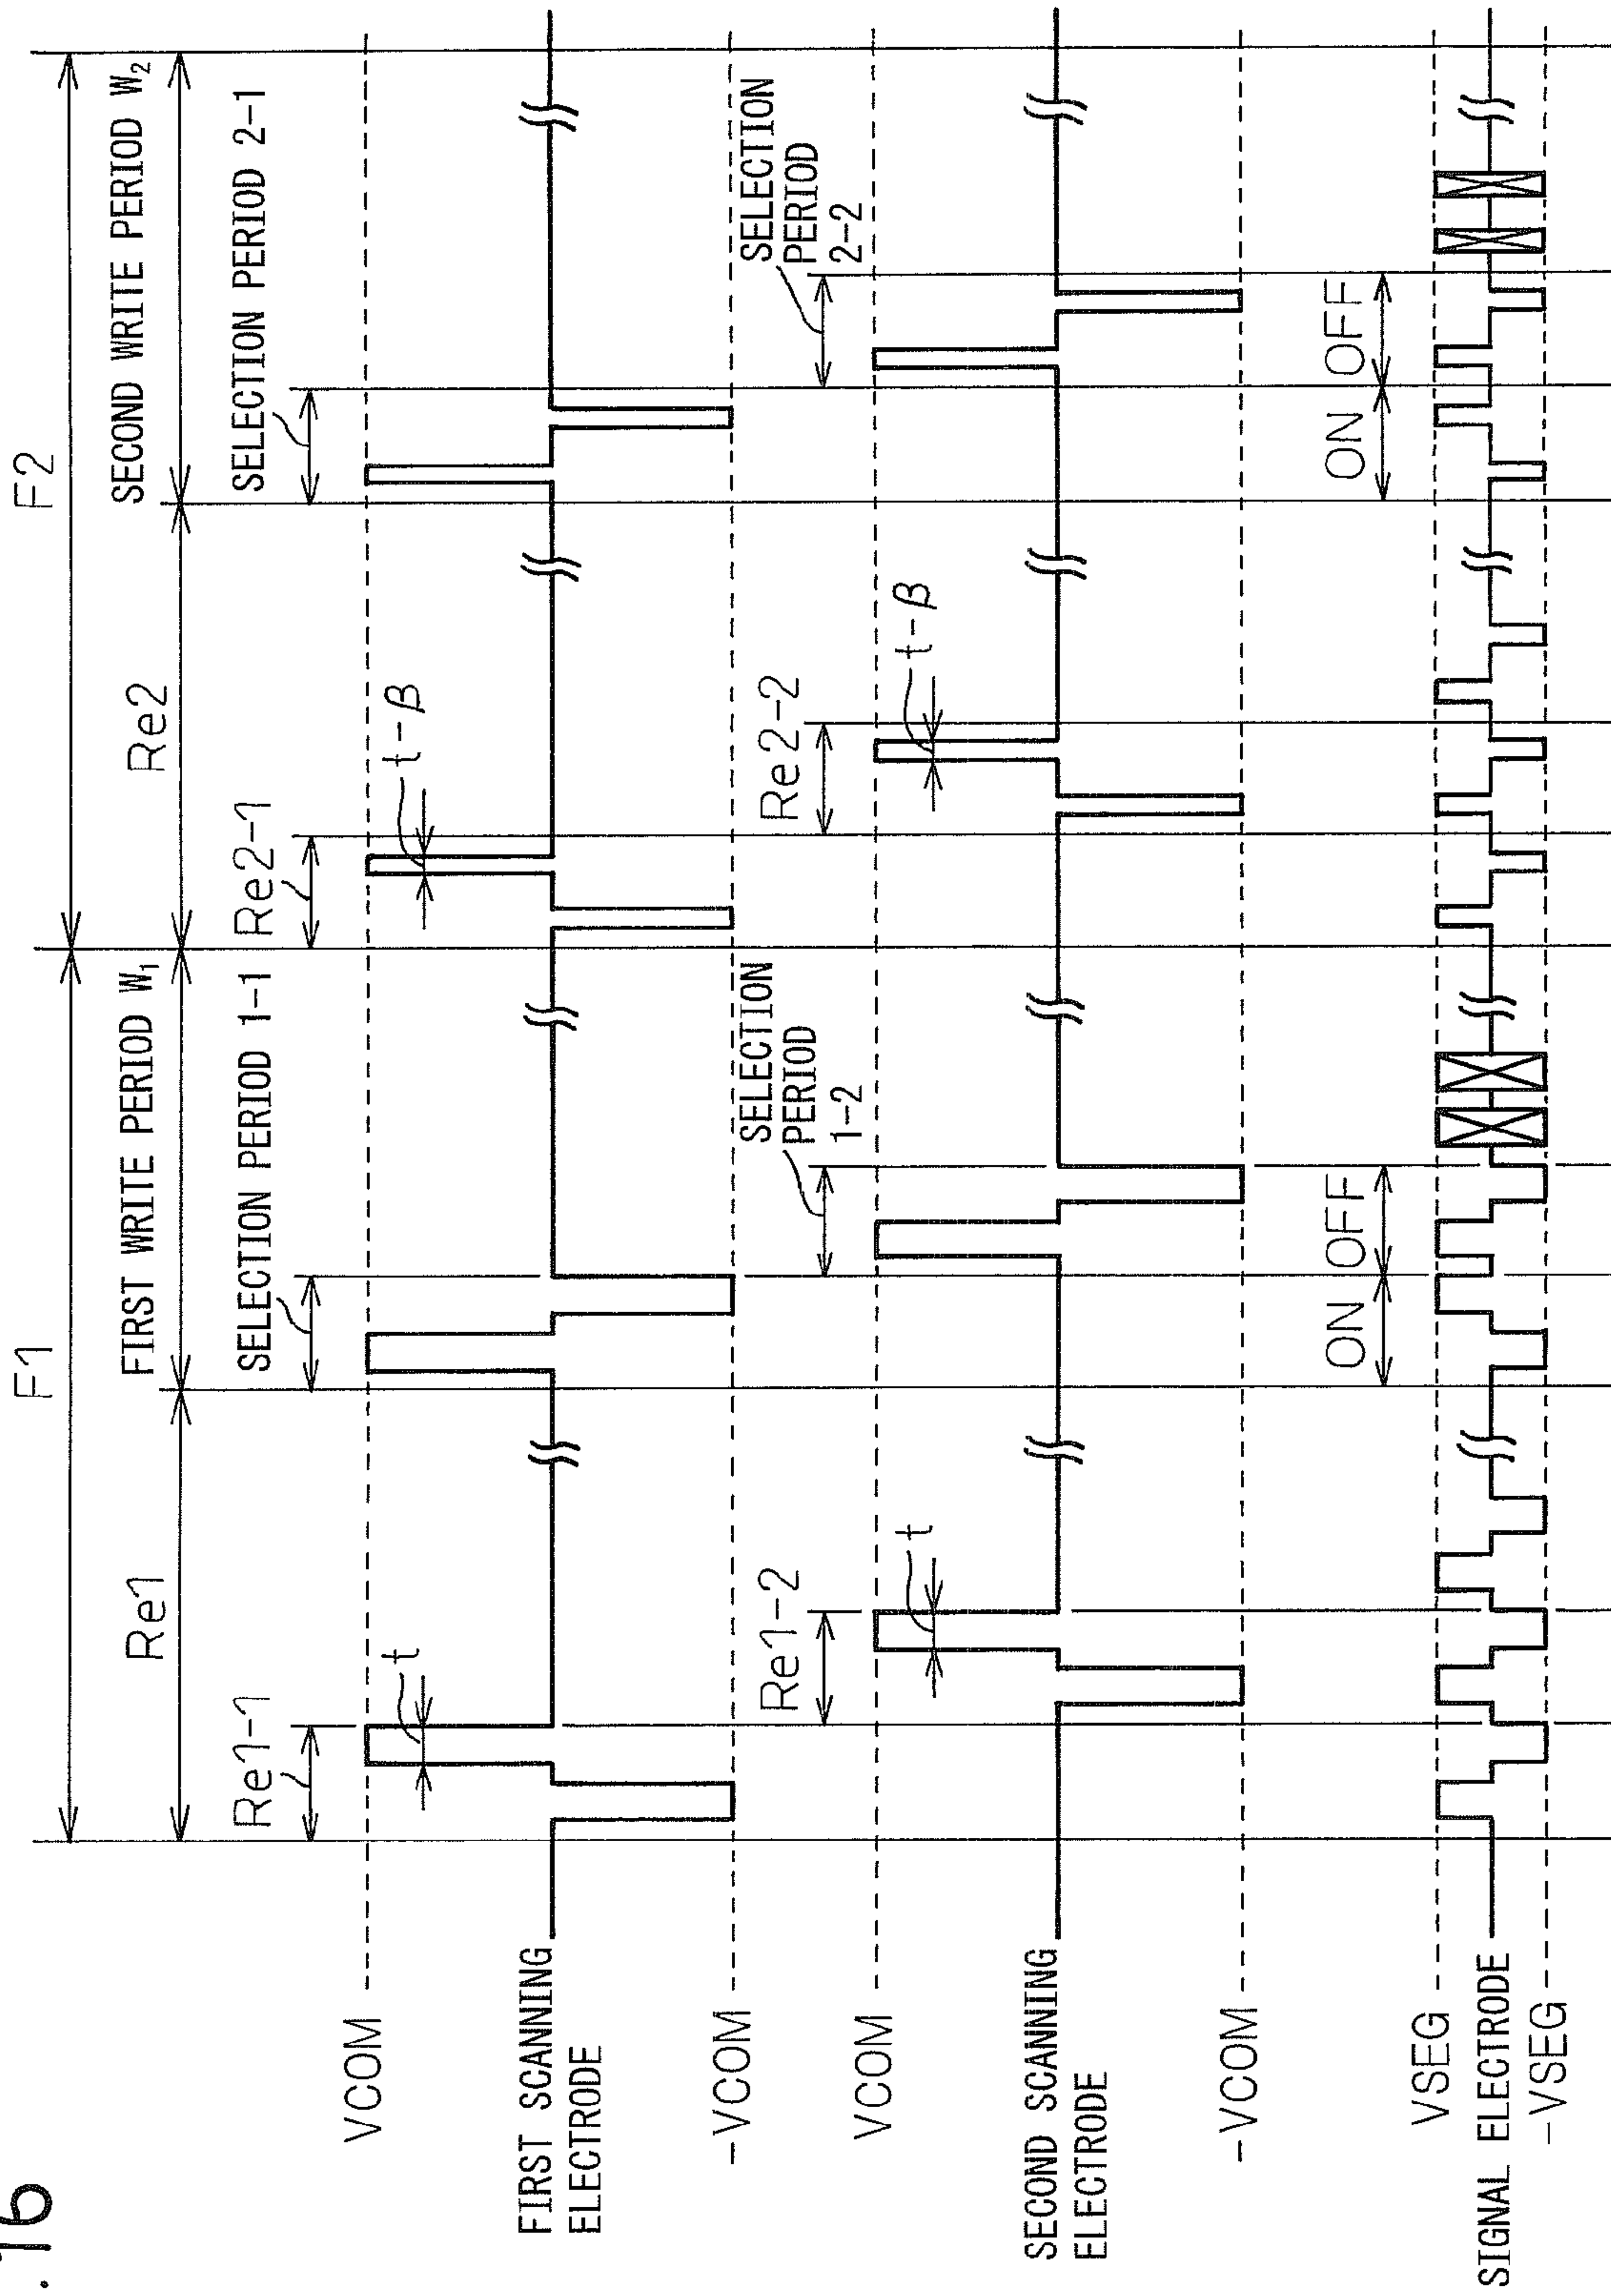 . 16
F1
F2
Re1
FIRST WRITE PERIOD W₁
Re2
SECOND WRITE PERIOD W₂
Re1-1
SELECTION PERIOD 1-1
Re2-1
SELECTION PERIOD 2-1
VCOM
t
t-β
FIRST SCANNING
ELECTRODE
-VCOM
Re1-2
SELECTION
PERIOD
1-2
Re2-2
SELECTION
PERIOD
2-2
VCOM
t
t-β
SECOND SCANNING
ELECTRODE
-VCOM
ON
OFF
ON
OFF
VSEG
SIGNAL ELECTRODE
-VSEG